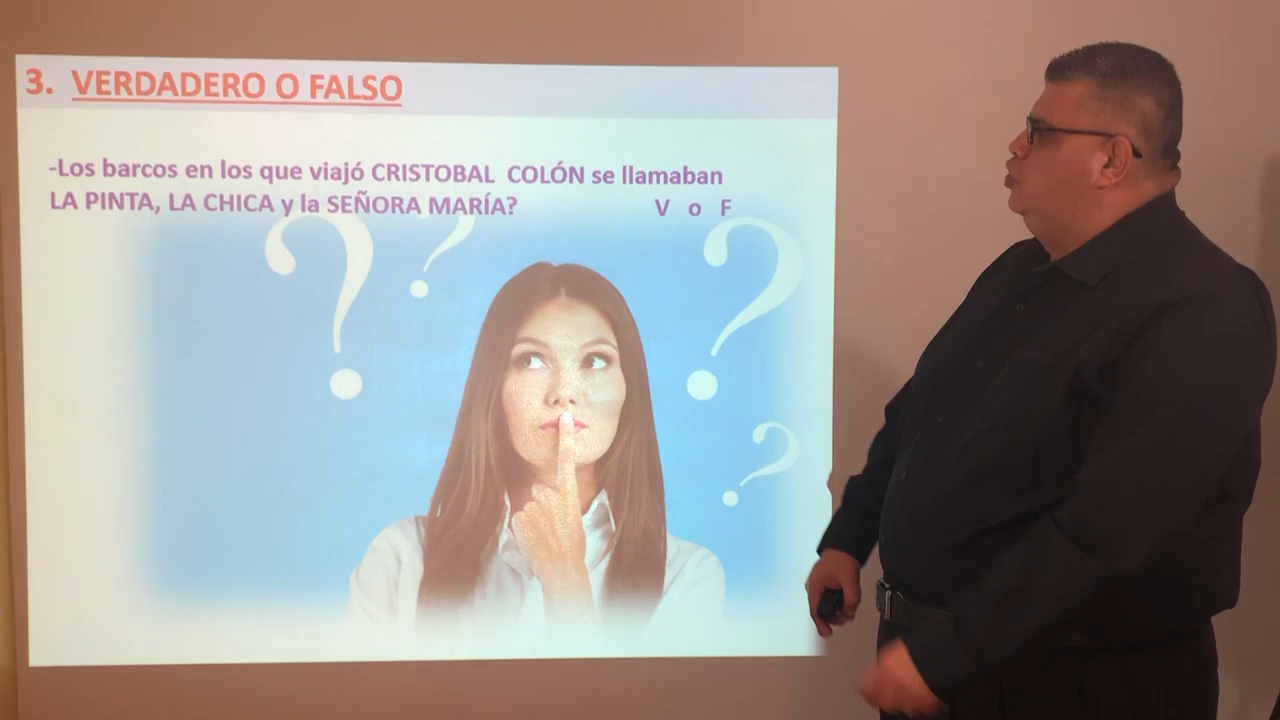 3. VERDADERO O FALSO
-Los barcos en los que viajó CRISTOBAL COLÓN se llamaban
LA PINTA, LA CHICA y la SEÑORA MARÍA? V o F